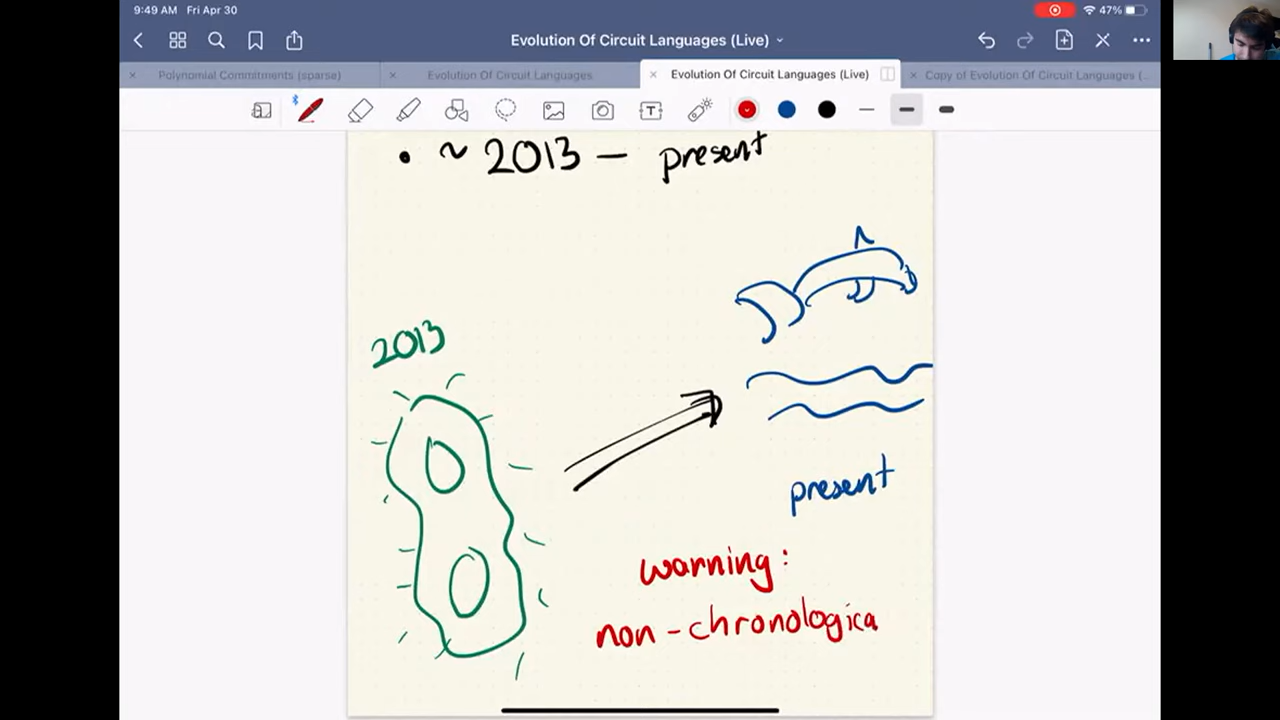 9:49 AM Fri Apr 30
47%
Evolution Of Circuit Languages (Live)
Polynomial Commitments (sparse)
Evolution Of Circuit Languages
Evolution Of Circuit Languages (Live)
Copy of Evolution Of Circuit Languages (...
T
• ~ 2013 — present
2013
present
warning:
non-chronologica